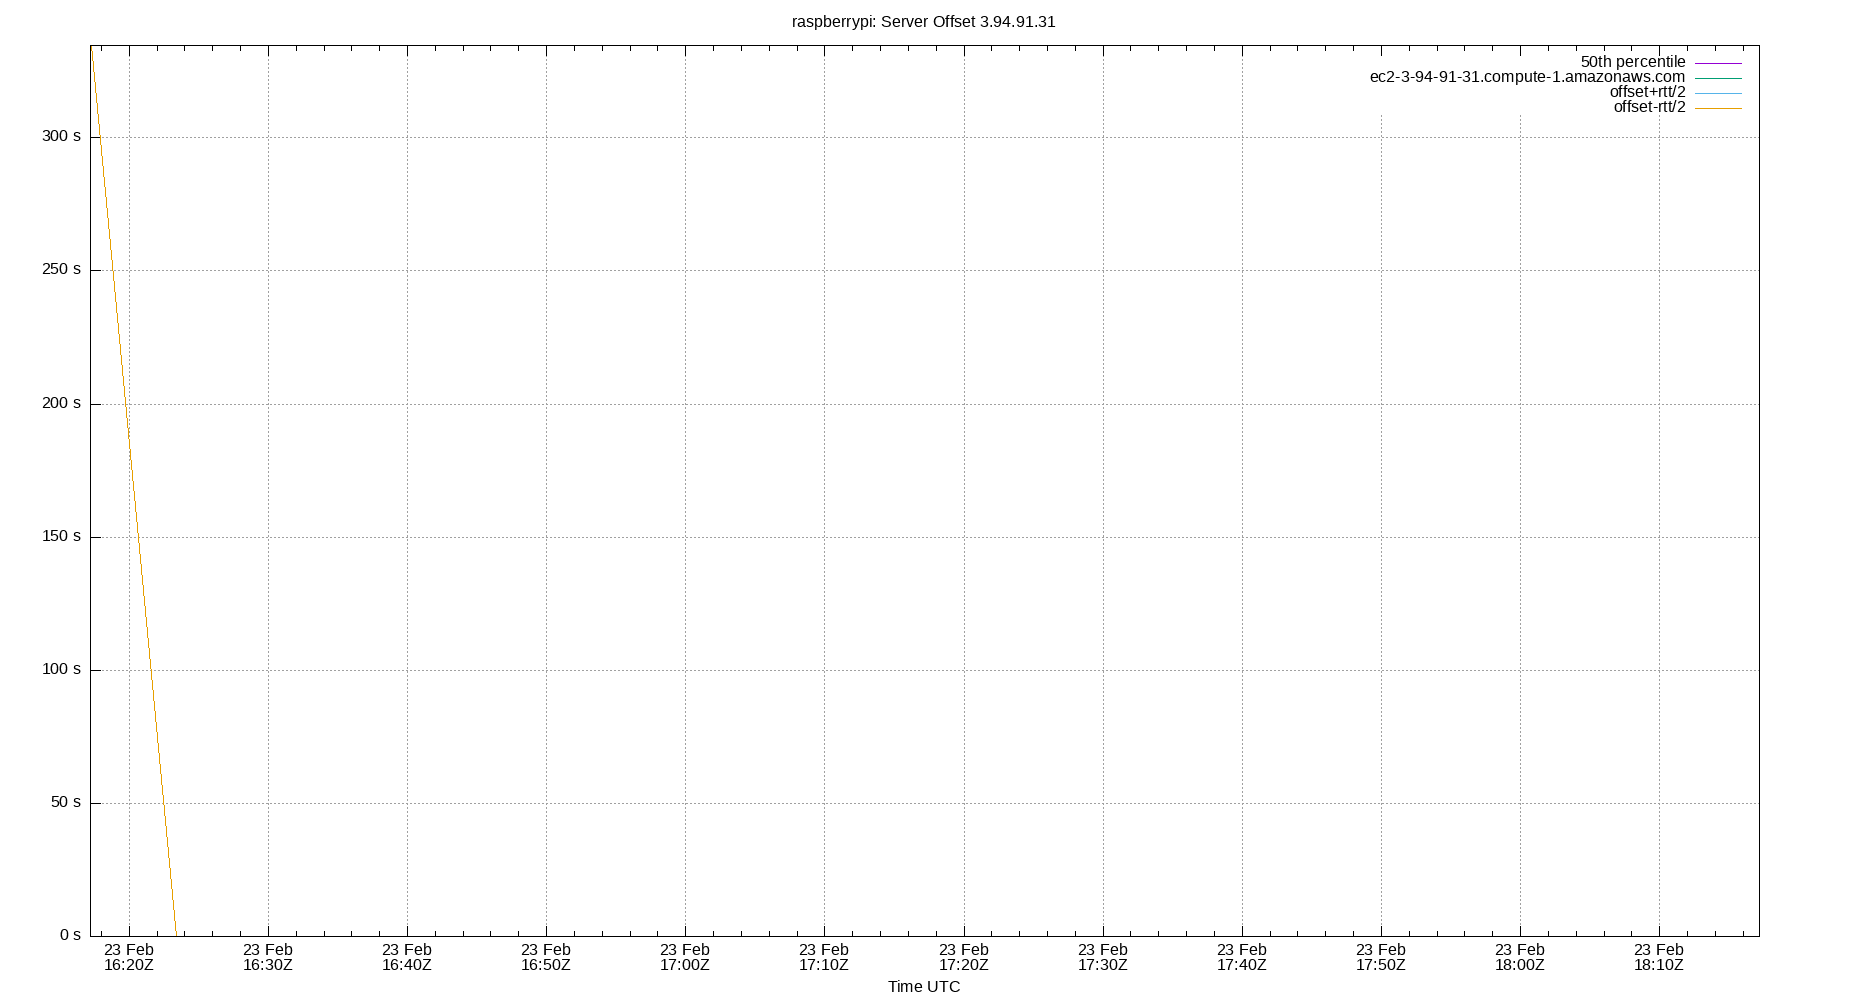 raspberrypi: Server Offset 3.94.91.31
50th percentile
ec2-3-94-91-31.compute-1.amazonaws.com
offset+rtt/2
offset-rtt/2
300 s
250 s
200 s
150 s
100 s
50 s
0 s
23 Feb 23 Feb 23 Feb 23 Feb 23 Feb 23 Feb 23 Feb 23 Feb 23 Feb 23 Feb 23 Feb 23 Feb
16:20Z 16:30Z 16:40Z 16:50Z 17:00Z 17:10Z 17:20Z 17:30Z 17:40Z 17:50Z 18:00Z 18:10Z
Time UTC